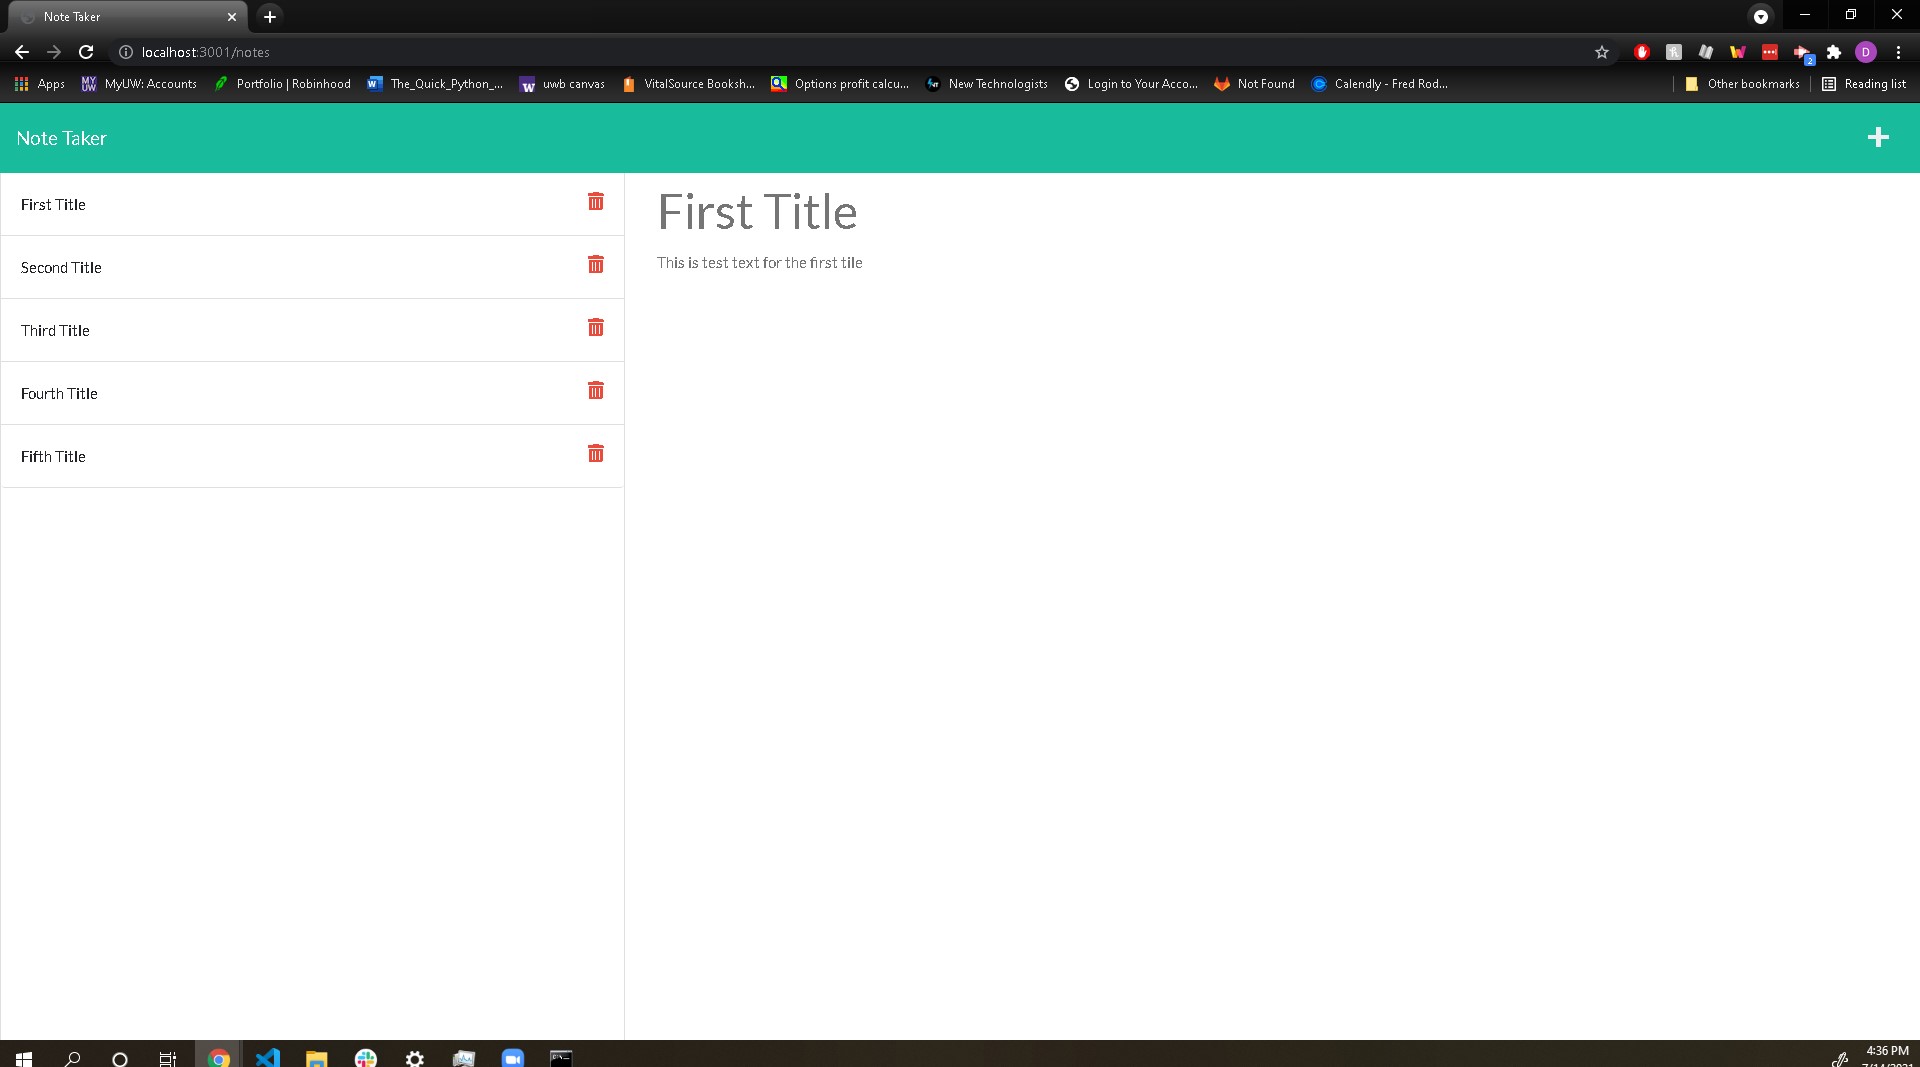 Note Taker
localhost:3001/notes
D
2
Apps
MyUW: Accounts
Portfolio | Robinhood
The_Quick_Python_...
uwb canvas
VitalSource Booksh...
Options profit calcu...
New Technologists
Login to Your Acco...
Not Found
Calendly - Fred Rod...
Other bookmarks
Reading list
Note Taker
First Title
Second Title
Third Title
Fourth Title
Fifth Title
First Title
This is test text for the first tile
4:36 PM